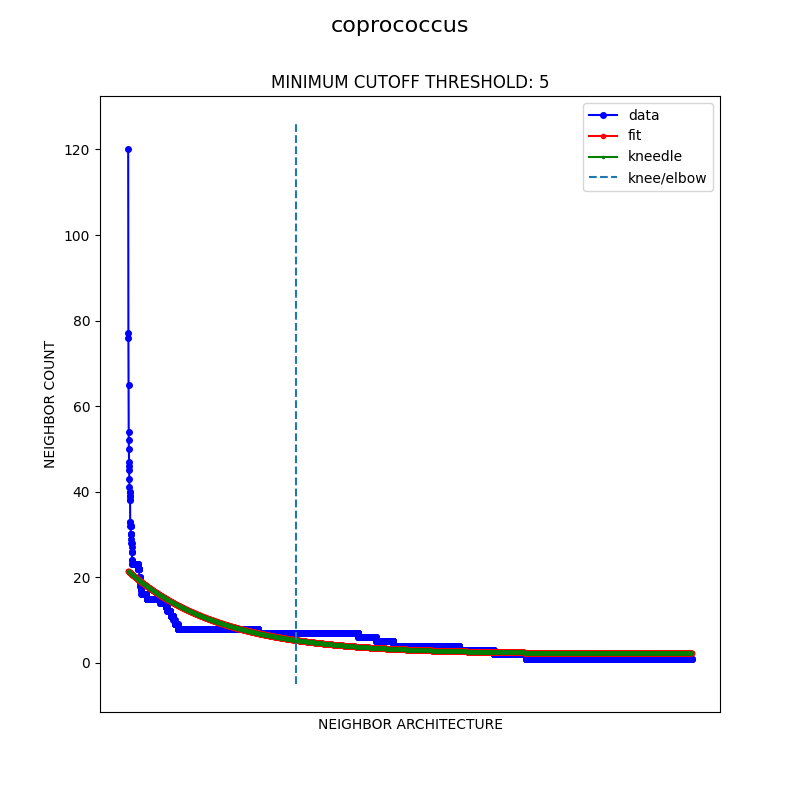 coprococcus
MINIMUM CUTOFF THRESHOLD: 5
data
fit
kneedle
knee/elbow
120
100
80
60
40
20
0
NEIGHBOR COUNT
NEIGHBOR ARCHITECTURE